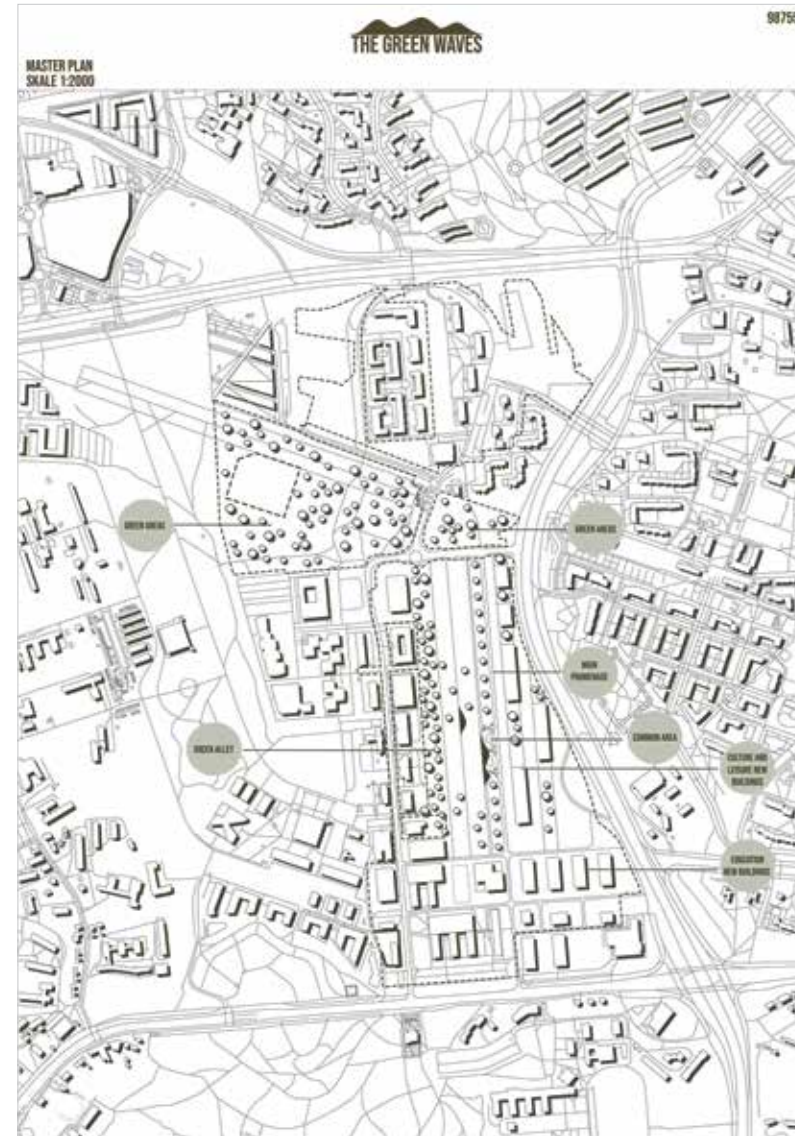 THE GREEN WAVES
98755
MASTER PLAN
SKALE 1:2000
GREEN AREAS
GREEN AREAS
MAIN
PROMENADE
COMMON AREA
GREEN ALLEY
CULTURE AND
LEISURE NEW
BUILDINGS
EDUCATION
NEW BUILDINGS